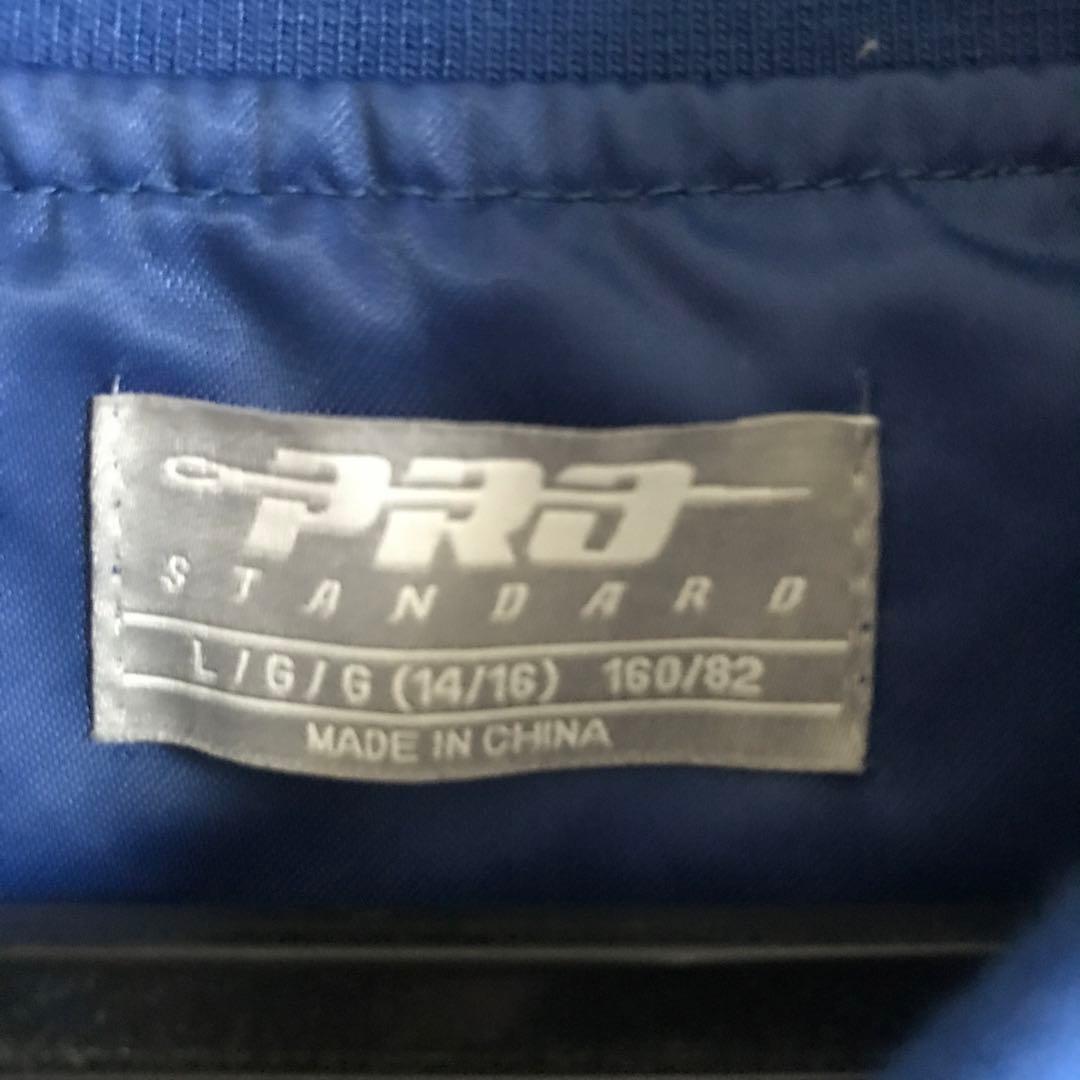 PRO
STANDARD
L/G/G (14/16) 160/82
MADE IN CHINA